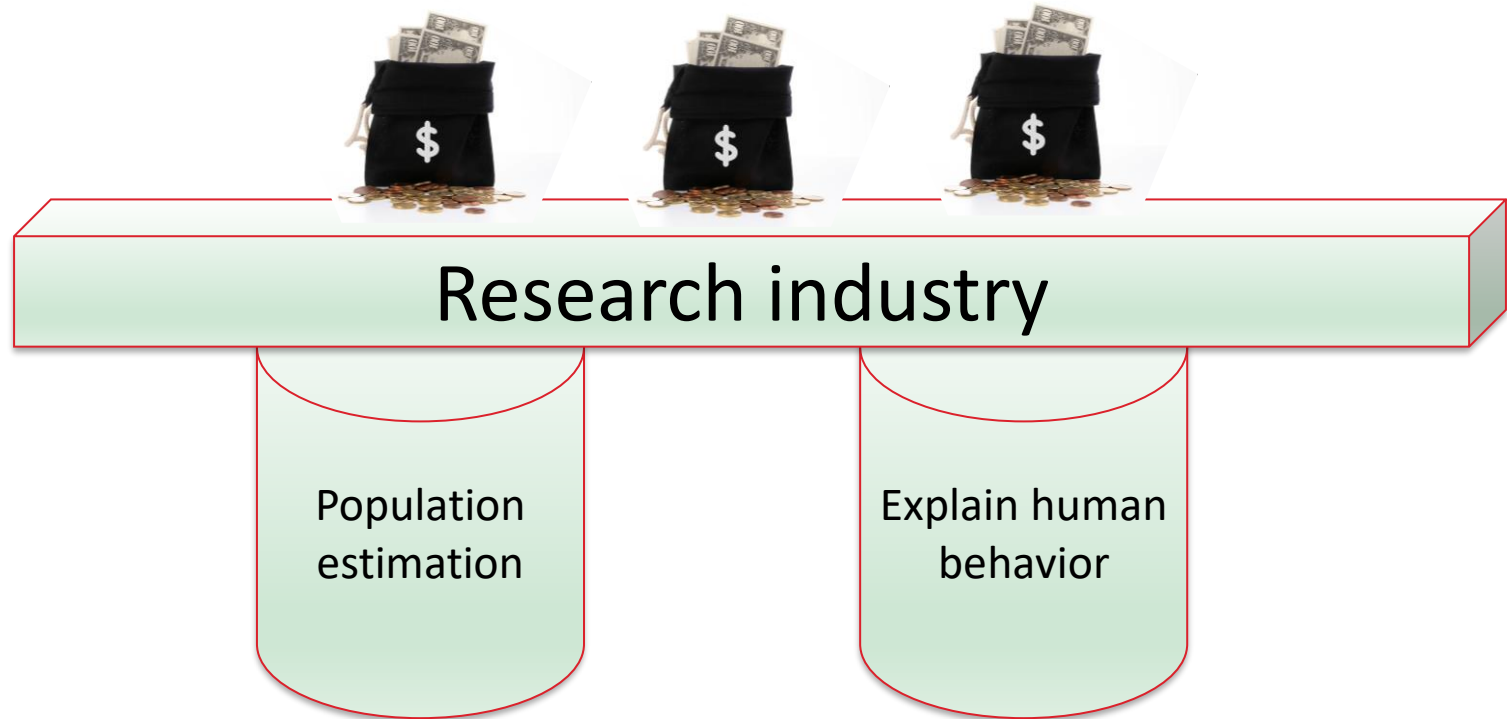 $ $ $
Research industry
Population
estimation
Explain human
behavior